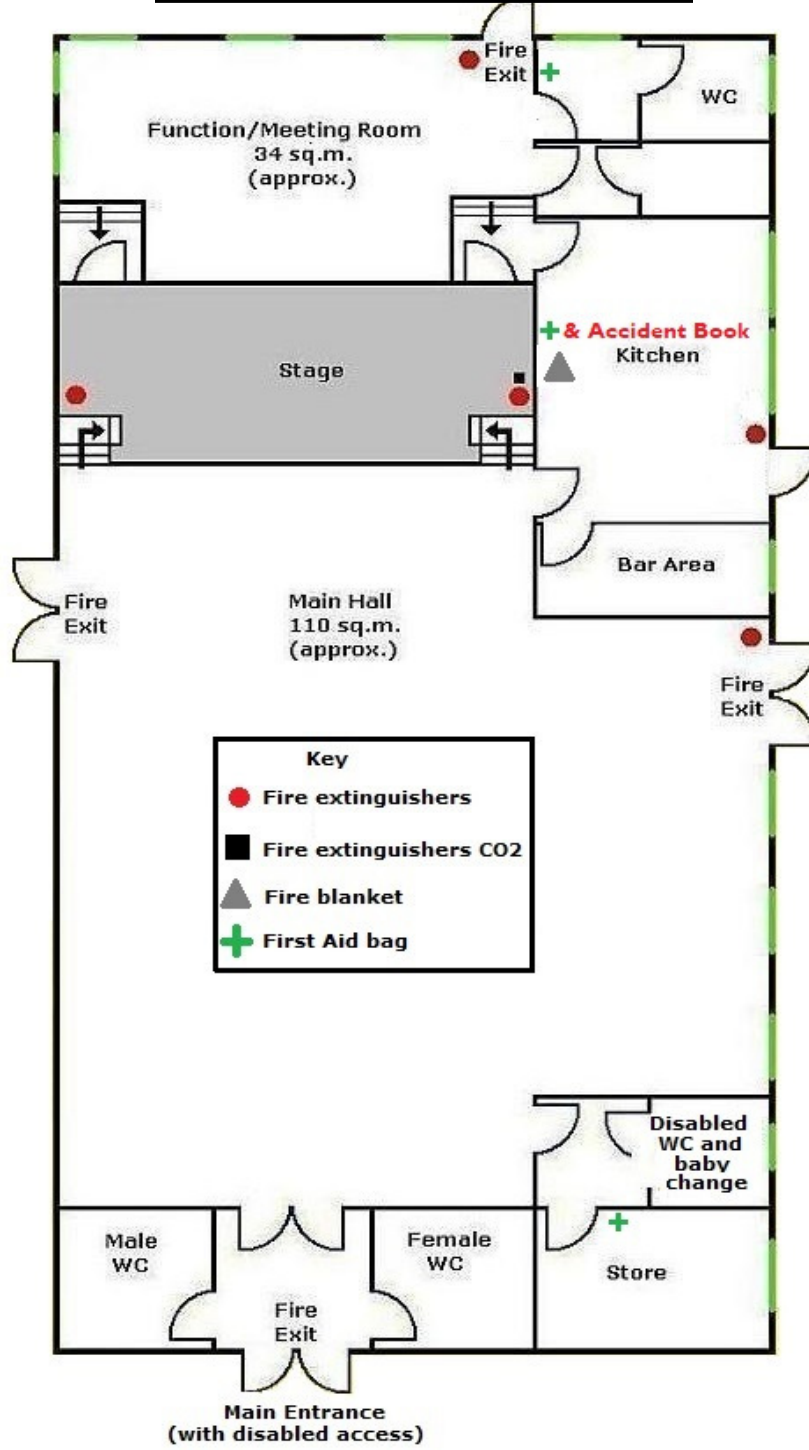 Fire
Exit
WC
Function/Meeting Room
34 sq.m.
(approx.)
& Accident Book
Kitchen
Stage
Bar Area
Fire
Exit
Main Hall
110 sq.m.
(approx.)
Fire
Exit
Key
Fire extinguishers
Fire extinguishers CO2
Fire blanket
First Aid bag
Disabled
WC and
baby
change
Male
WC
Female
WC
Store
Fire
Exit
Main Entrance
(with disabled access)